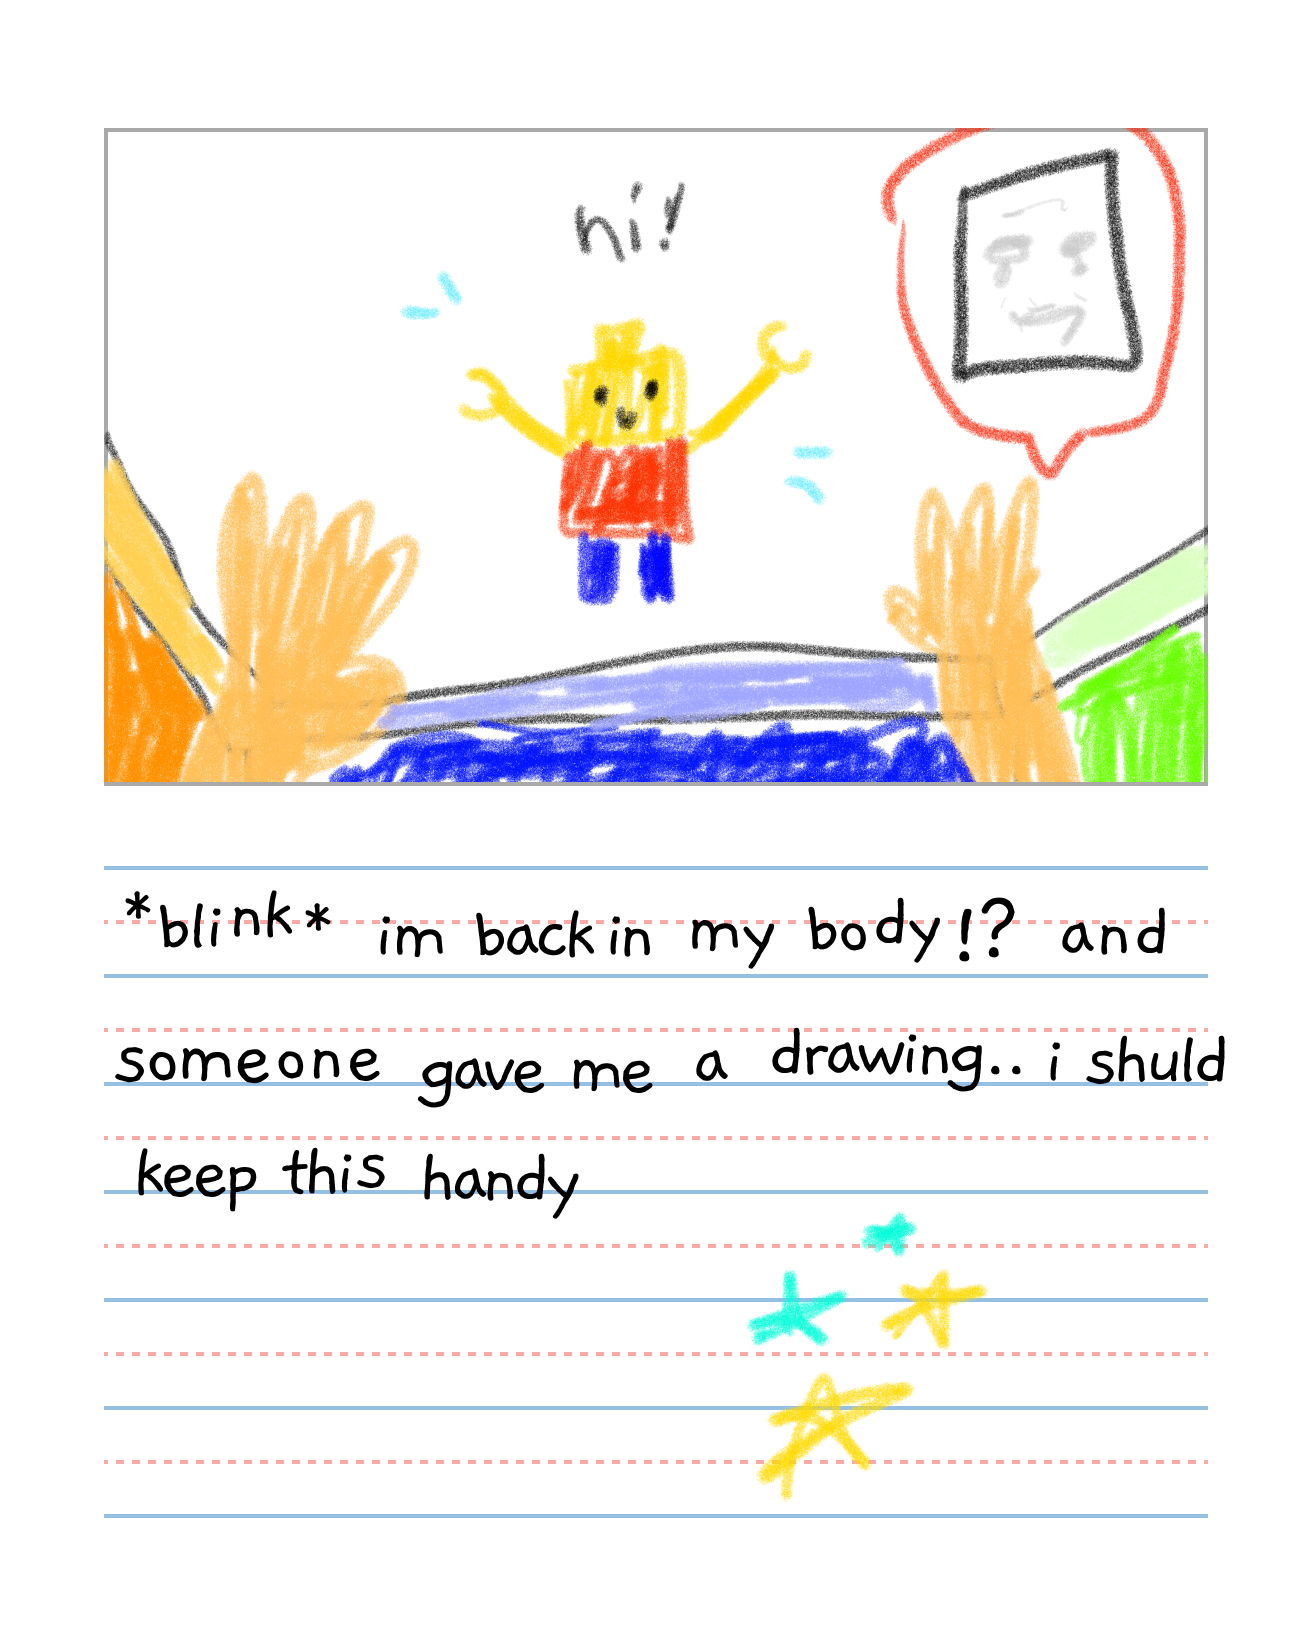 hi!
*blink* im back in my body!? and
someone gave me a drawing.. i shuld
keep this handy